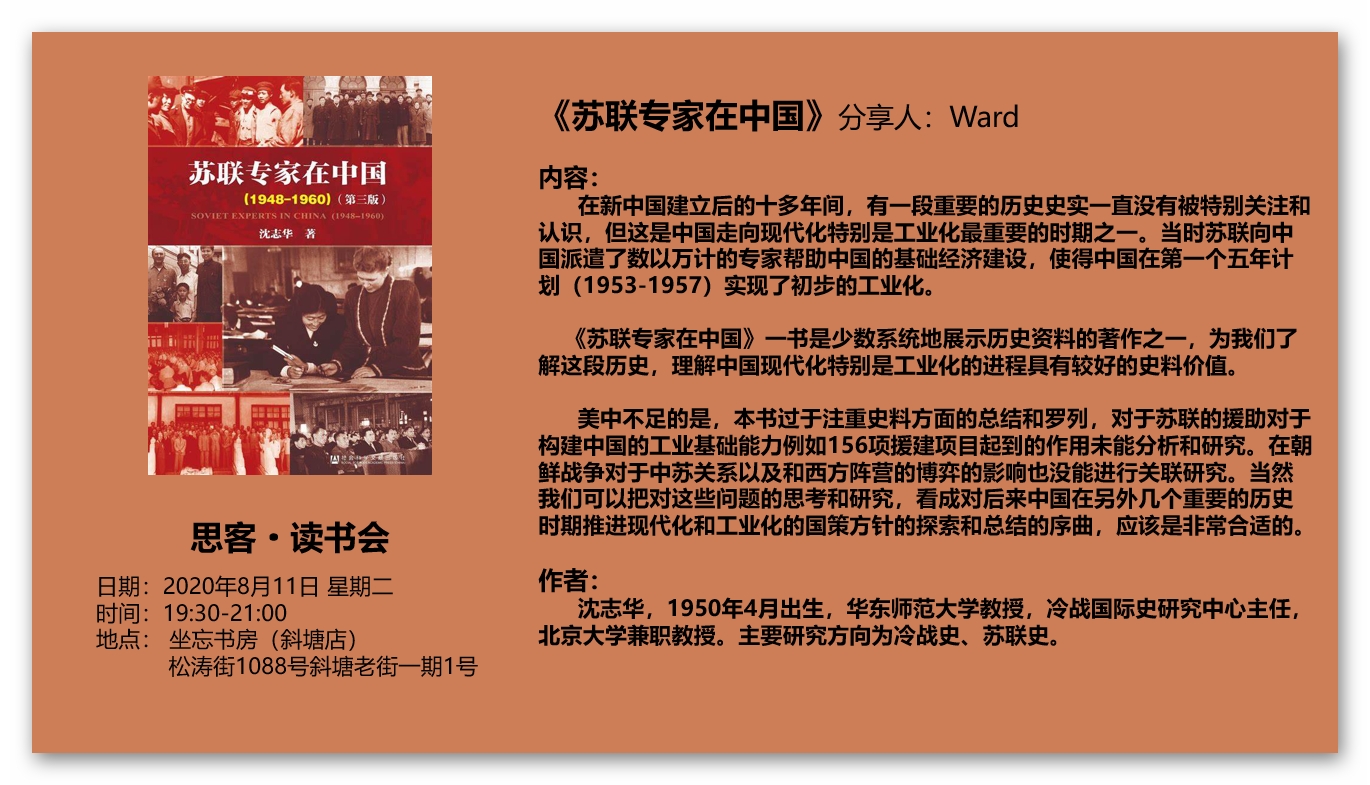 苏联专家在中国
(1948-1960)（第三版）
SOVIET EXPERTS IN CHINA (1948-1960)
沈志华 著
社会科学文献出版社
思客·读书会
日期：2020年8月11日 星期二
时间：19:30-21:00
地点： 坐忘书房（斜塘店）
松涛街1088号斜塘老街一期1号
《苏联专家在中国》分享人：Ward
内容：
在新中国建立后的十多年间，有一段重要的历史史实一直没有被特别关注和
认识，但这是中国走向现代化特别是工业化最重要的时期之一。当时苏联向中
国派遣了数以万计的专家帮助中国的基础经济建设，使得中国在第一个五年计
划（1953-1957）实现了初步的工业化。
《苏联专家在中国》一书是少数系统地展示历史资料的著作之一，为我们了
解这段历史，理解中国现代化特别是工业化的进程具有较好的史料价值。
美中不足的是，本书过于注重史料方面的总结和罗列，对于苏联的援助对于
构建中国的工业基础能力例如156项援建项目起到的作用未能分析和研究。在朝
鲜战争对于中苏关系以及和西方阵营的博弈的影响也没能进行关联研究。当然
我们可以把对这些问题的思考和研究，看成对后来中国在另外几个重要的历史
时期推进现代化和工业化的国策方针的探索和总结的序曲，应该是非常合适的。
作者：
沈志华，1950年4月出生，华东师范大学教授，冷战国际史研究中心主任，
北京大学兼职教授。主要研究方向为冷战史、苏联史。